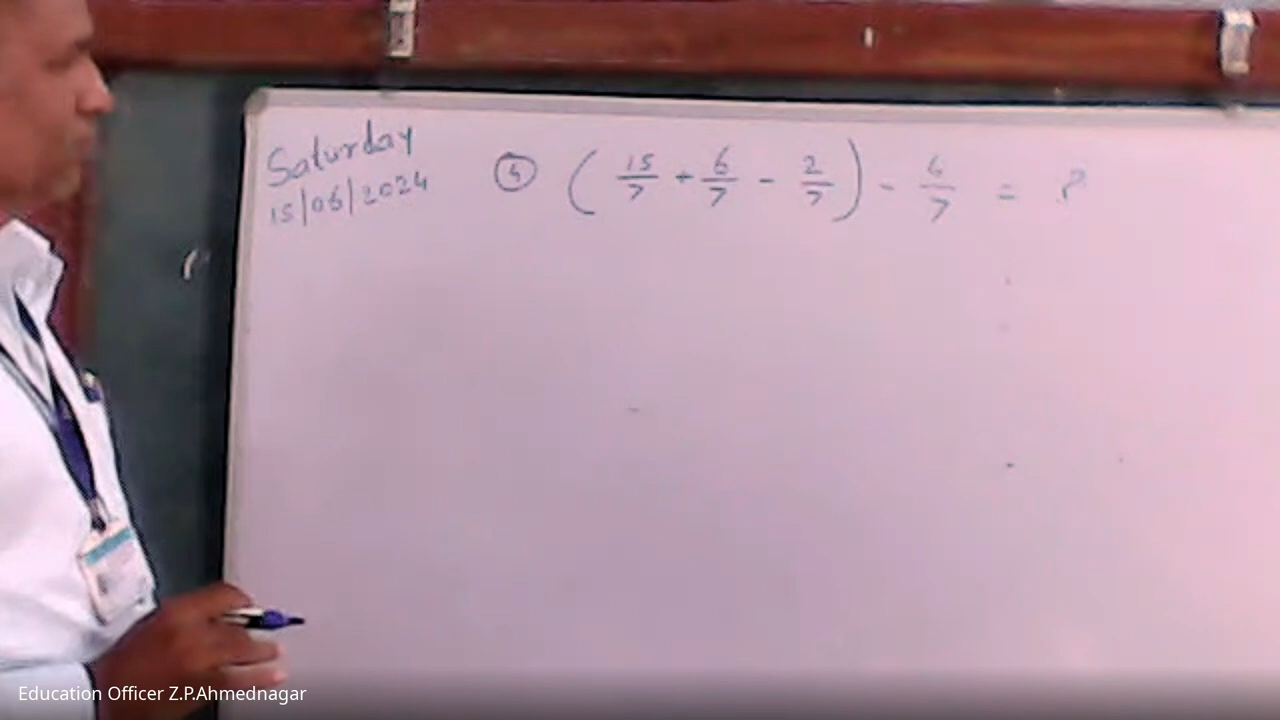 Saturday
15/06/2024
5 ( 15/7 + 6/7 - 2/7 ) - 6/7 = ?
Education Officer Z.P.Ahmednagar